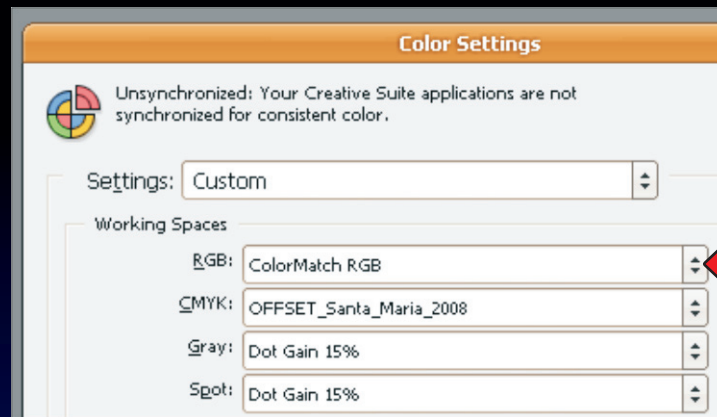 Color Settings
Unsynchronized: Your Creative Suite applications are not
synchronized for consistent color.
Settings: Custom
Working Spaces
RGB: ColorMatch RGB
CMYK: OFFSET_Santa_Maria_2008
Gray: Dot Gain 15%
Spot: Dot Gain 15%